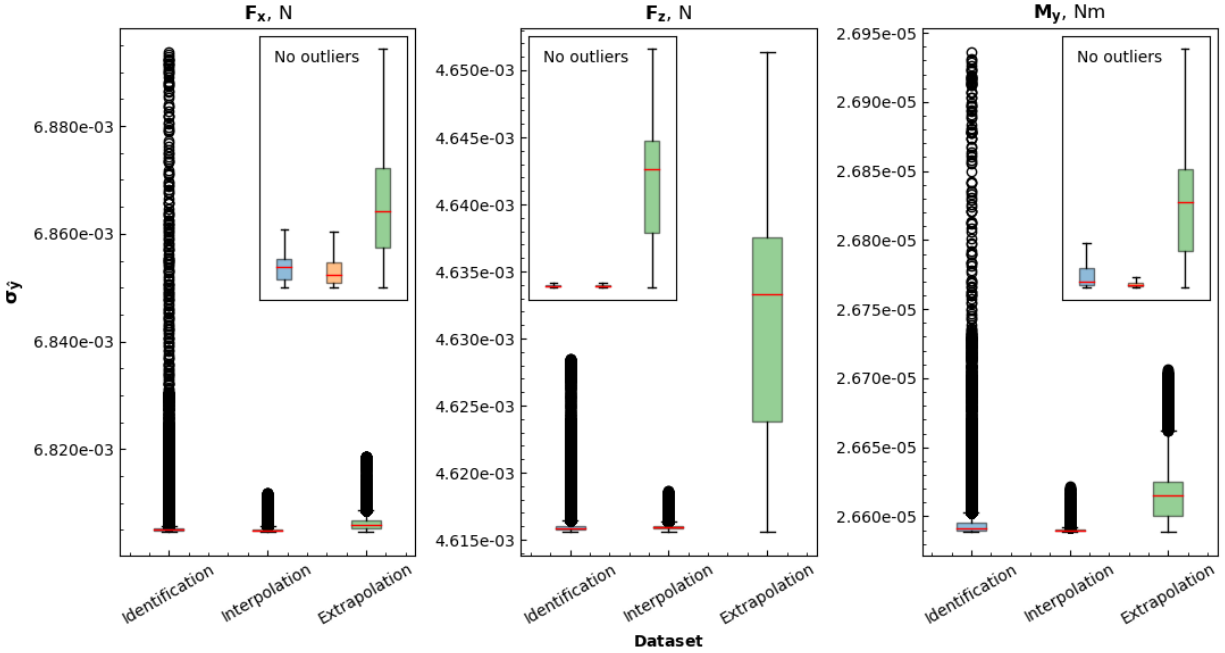 F_x, N
No outliers
6.880e-03
6.860e-03
6.840e-03
6.820e-03
σ_ŷ
Identification
Interpolation
Extrapolation
F_z, N
No outliers
4.650e-03
4.645e-03
4.640e-03
4.635e-03
4.630e-03
4.625e-03
4.620e-03
4.615e-03
Identification
Interpolation
Extrapolation
Dataset
M_y, Nm
No outliers
2.695e-05
2.690e-05
2.685e-05
2.680e-05
2.675e-05
2.670e-05
2.665e-05
2.660e-05
Identification
Interpolation
Extrapolation